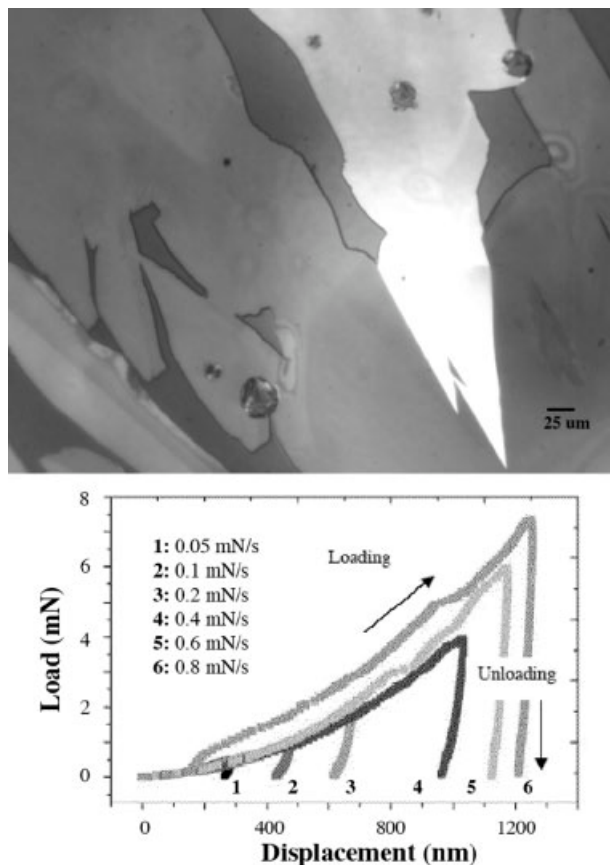 25 um
8
6
4
2
0
Load (mN)
1: 0.05 mN/s
2: 0.1 mN/s
3: 0.2 mN/s
4: 0.4 mN/s
5: 0.6 mN/s
6: 0.8 mN/s
Loading
Unloading
1 2 3 4 5 6
0 400 800 1200
Displacement (nm)